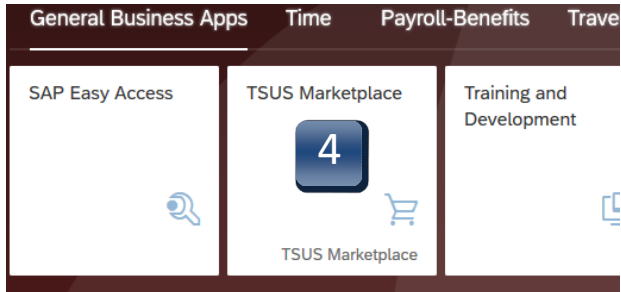 General Business Apps Time Payroll-Benefits
SAP Easy Access
TSUS Marketplace
4
TSUS Marketplace
Training and
Development